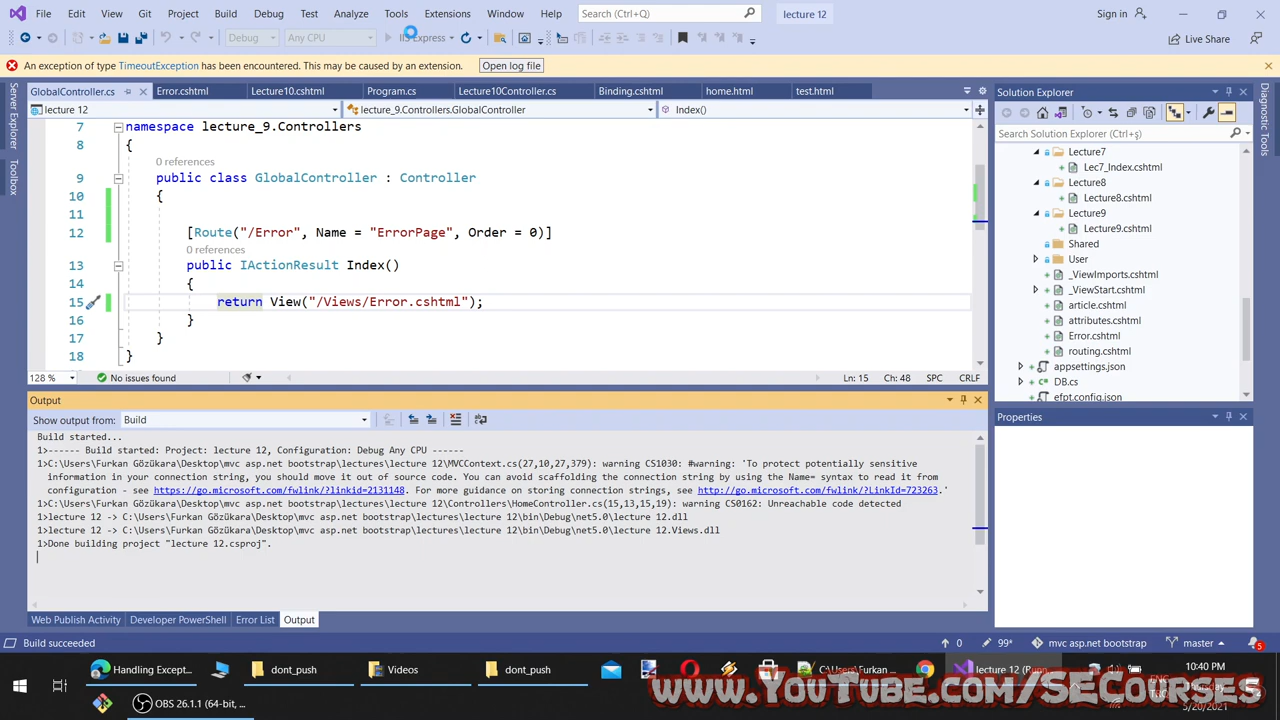 File Edit View Git Project Build Debug Test Analyze Tools Extensions Window Help Search (Ctrl+Q) lecture 12 Sign in
Debug Any CPU IIS Express Live Share
An exception of type TimeoutException has been encountered. This may be caused by an extension. Open log file
Server Explorer
Toolbox
GlobalController.cs Error.cshtml Lecture10.cshtml Program.cs Lecture10Controller.cs Binding.cshtml home.html test.html
lecture 12 lecture_9.Controllers.GlobalController Index()
7 namespace lecture_9.Controllers
8 {
0 references
9 public class GlobalController : Controller
10 {
11
12 [Route("/Error", Name = "ErrorPage", Order = 0)]
0 references
13 public IActionResult Index()
14 {
15 return View("/Views/Error.cshtml");
16 }
17 }
18 }
128 % No issues found Ln: 15 Ch: 48 SPC CRLF
Output
Show output from: Build
Build started...
1>------ Build started: Project: lecture 12, Configuration: Debug Any CPU ------
1>C:\Users\Furkan Gözükara\Desktop\mvc asp.net bootstrap\lectures\lecture 12\MVCContext.cs(27,10,27,379): warning CS1030: #warning: 'To protect potentially sensitive
information in your connection string, you should move it out of source code. You can avoid scaffolding the connection string by using the Name= syntax to read it from
configuration - see https://go.microsoft.com/fwlink/?linkid=2131148. For more guidance on storing connection strings, see http://go.microsoft.com/fwlink/?LinkId=723263.'
1>C:\Users\Furkan Gözükara\Desktop\mvc asp.net bootstrap\lectures\lecture 12\Controllers\HomeController.cs(15,13,15,19): warning CS0162: Unreachable code detected
1>lecture 12 -> C:\Users\Furkan Gözükara\Desktop\mvc asp.net bootstrap\lectures\lecture 12\bin\Debug\net5.0\lecture 12.dll
1>lecture 12 -> C:\Users\Furkan Gözükara\Desktop\mvc asp.net bootstrap\lectures\lecture 12\bin\Debug\net5.0\lecture 12.Views.dll
1>Done building project "lecture 12.csproj".
Web Publish Activity Developer PowerShell Error List Output
Solution Explorer
Search Solution Explorer (Ctrl+ş)
Lecture7
Lec7_Index.cshtml
Lecture8
Lecture8.cshtml
Lecture9
Lecture9.cshtml
Shared
User
_ViewImports.cshtml
_ViewStart.cshtml
article.cshtml
attributes.cshtml
Error.cshtml
routing.cshtml
appsettings.json
DB.cs
efpt.config.json
Properties
Diagnostic Tools
Build succeeded 0 99* mvc asp.net bootstrap master 5
Handling Except... dont_push Videos dont_push C:\Users\Furkan ... lecture 12 (Runn... 10:40 PM
ENG Thursday
OBS 26.1.1 (64-bit, ... 5/20/2021
www.YouTube.com/SECourses